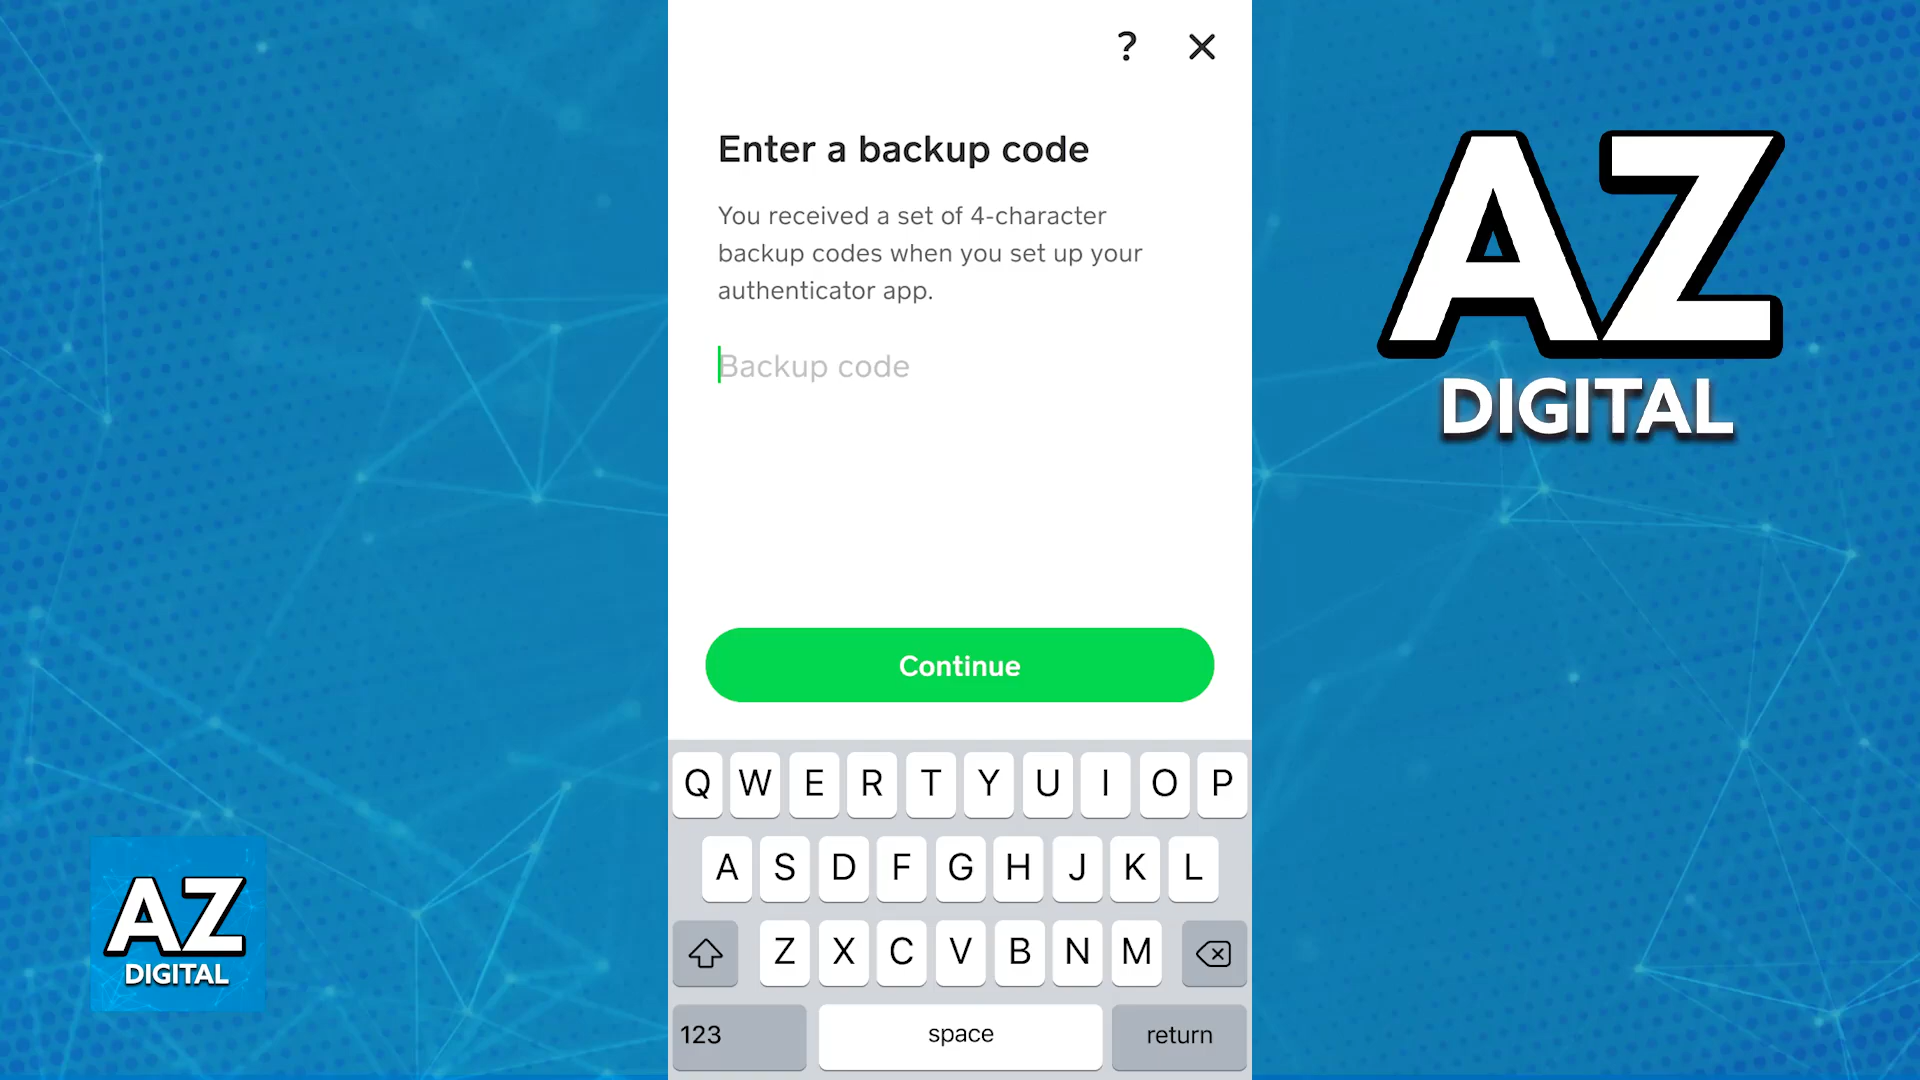 ?
Enter a backup code
You received a set of 4-character
backup codes when you set up your
authenticator app.
Backup code
Continue
Q W E R T Y U I O P
A S D F G H J K L
Z X C V B N M
123 space return
AZ
DIGITAL
AZ
DIGITAL